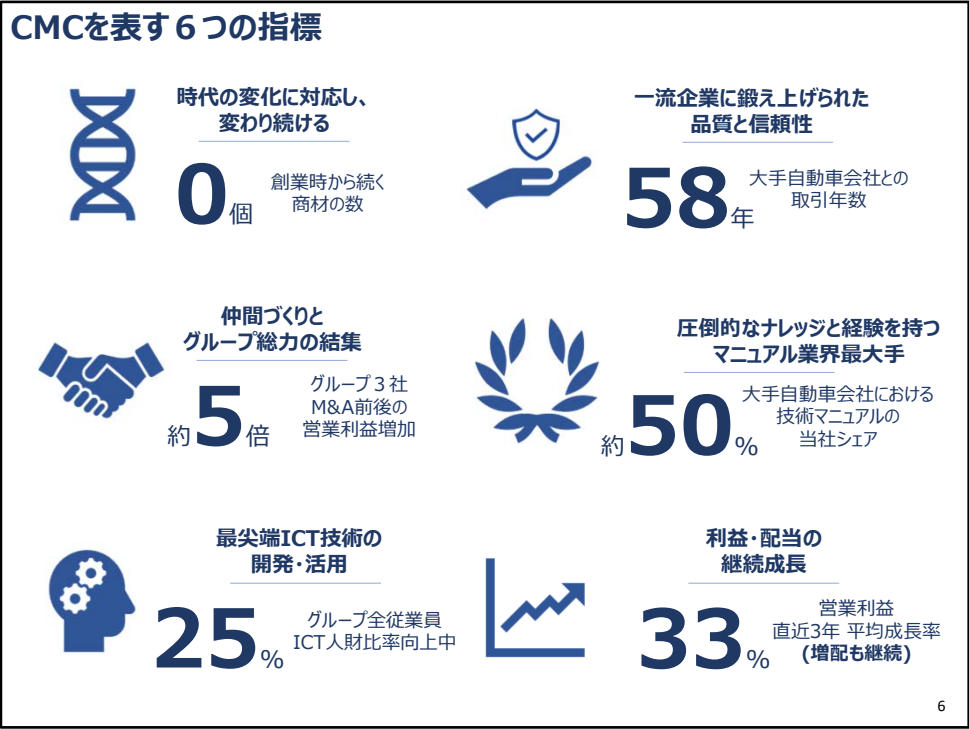 CMCを表す６つの指標
時代の変化に対応し、
変わり続ける
0個
創業時から続く
商材の数
一流企業に鍛え上げられた
品質と信頼性
58年
大手自動車会社との
取引年数
仲間づくりと
グループ総力の結集
約5倍
グループ３社
M&A前後の
営業利益増加
圧倒的なナレッジと経験を持つ
マニュアル業界最大手
約50%
大手自動車会社における
技術マニュアルの
当社シェア
最尖端ICT技術の
開発・活用
25%
グループ全従業員
ICT人財比率向上中
利益・配当の
継続成長
33%
営業利益
直近3年 平均成長率
(増配も継続)
6